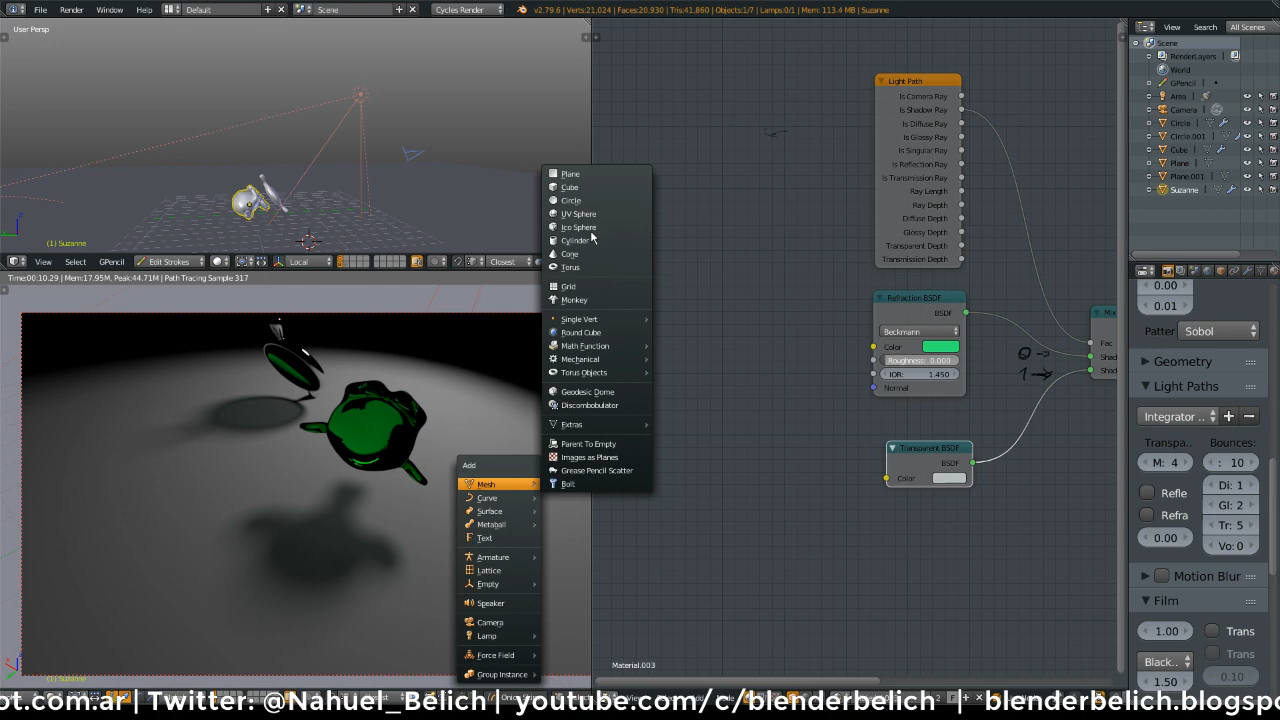 File Render Window Help Default Scene Cycles Render v2.79.6 | Verts:21,024 | Faces:20,930 | Tris:41,860 | Objects:1/7 | Lamps:0/1 | Mem: 113.4 MB | Suzanne
User Persp
(1) Suzanne
View Select GPencil Edit Strokes Local Closest
Time:00:10.29 | Mem:17.95M, Peak:44.71M | Path Tracing Sample 317
(1) Suzanne
Add
Mesh
Curve
Surface
Metaball
Text
Armature
Lattice
Empty
Speaker
Camera
Lamp
Force Field
Group Instance
Plane
Cube
Circle
UV Sphere
Ico Sphere
Cylinder
Cone
Torus
Grid
Monkey
Single Vert
Round Cube
Math Function
Mechanical
Torus Objects
Geodesic Dome
Discombobulator
Extras
Parent To Empty
Images as Planes
Grease Pencil Scatter
Bolt
Light Path
Is Camera Ray
Is Shadow Ray
Is Diffuse Ray
Is Glossy Ray
Is Singular Ray
Is Reflection Ray
Is Transmission Ray
Ray Length
Ray Depth
Diffuse Depth
Glossy Depth
Transparent Depth
Transmission Depth
Refraction BSDF
BSDF
Beckmann
Color
Roughness: 0.000
IOR: 1.450
Normal
Transparent BSDF
BSDF
Color
Mix
Fac
Shad
Shad
0
1
Material.003
View Search All Scenes
Scene
RenderLayers
World
GPencil
Area
Camera
Circle
Circle.001
Cube
Plane
Plane.001
Suzanne
0.00
0.01
Patter Sobol
Geometry
Light Paths
Integrator ..
Transpa.. Bounces:
M: 4 : 10
Refle Di: 1
Refra Gl: 2
0.00 Tr: 5
Vo: 0
Motion Blur
Film
1.00 Trans
Trans
Black..
0.10
1.50
ot.com.ar | Twitter: @Nahuel_Belich | youtube.com/c/blenderbelich | blenderbelich.blogspo